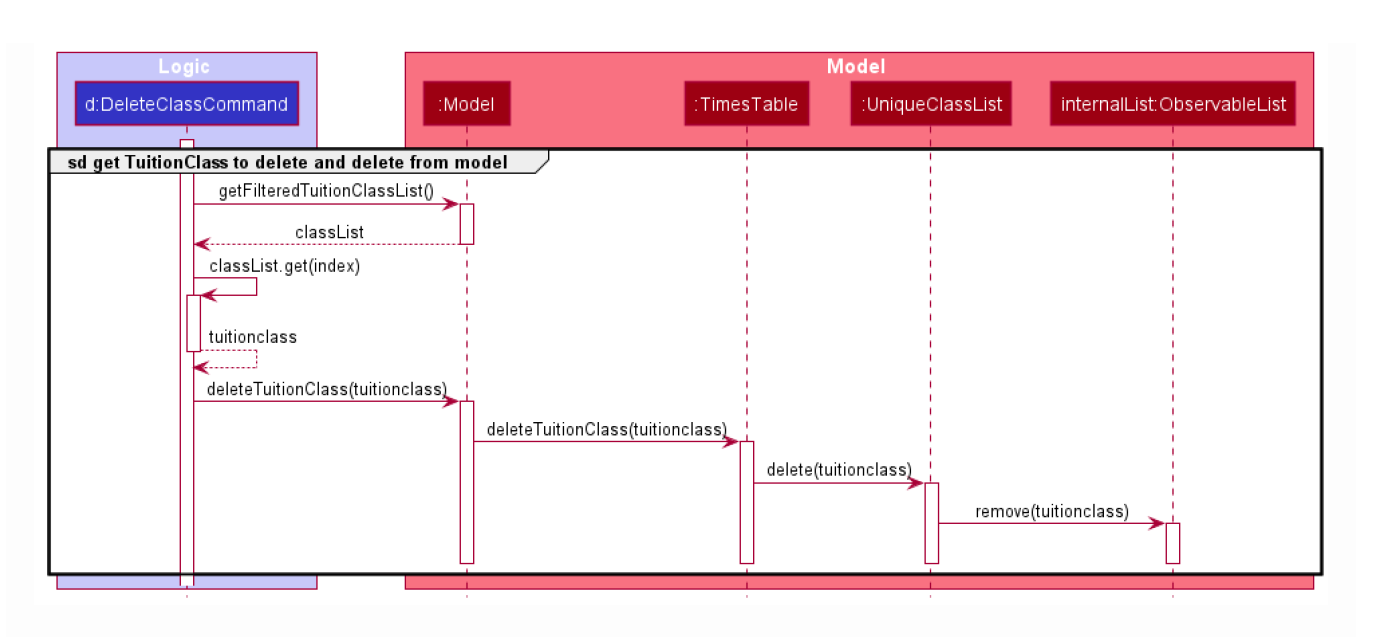 Logic
Model
d:DeleteClassCommand
:Model
:TimesTable
:UniqueClassList
internalList:ObservableList
sd get TuitionClass to delete and delete from model
getFilteredTuitionClassList()
classList
classList.get(index)
tuitionclass
deleteTuitionClass(tuitionclass)
deleteTuitionClass(tuitionclass)
delete(tuitionclass)
remove(tuitionclass)